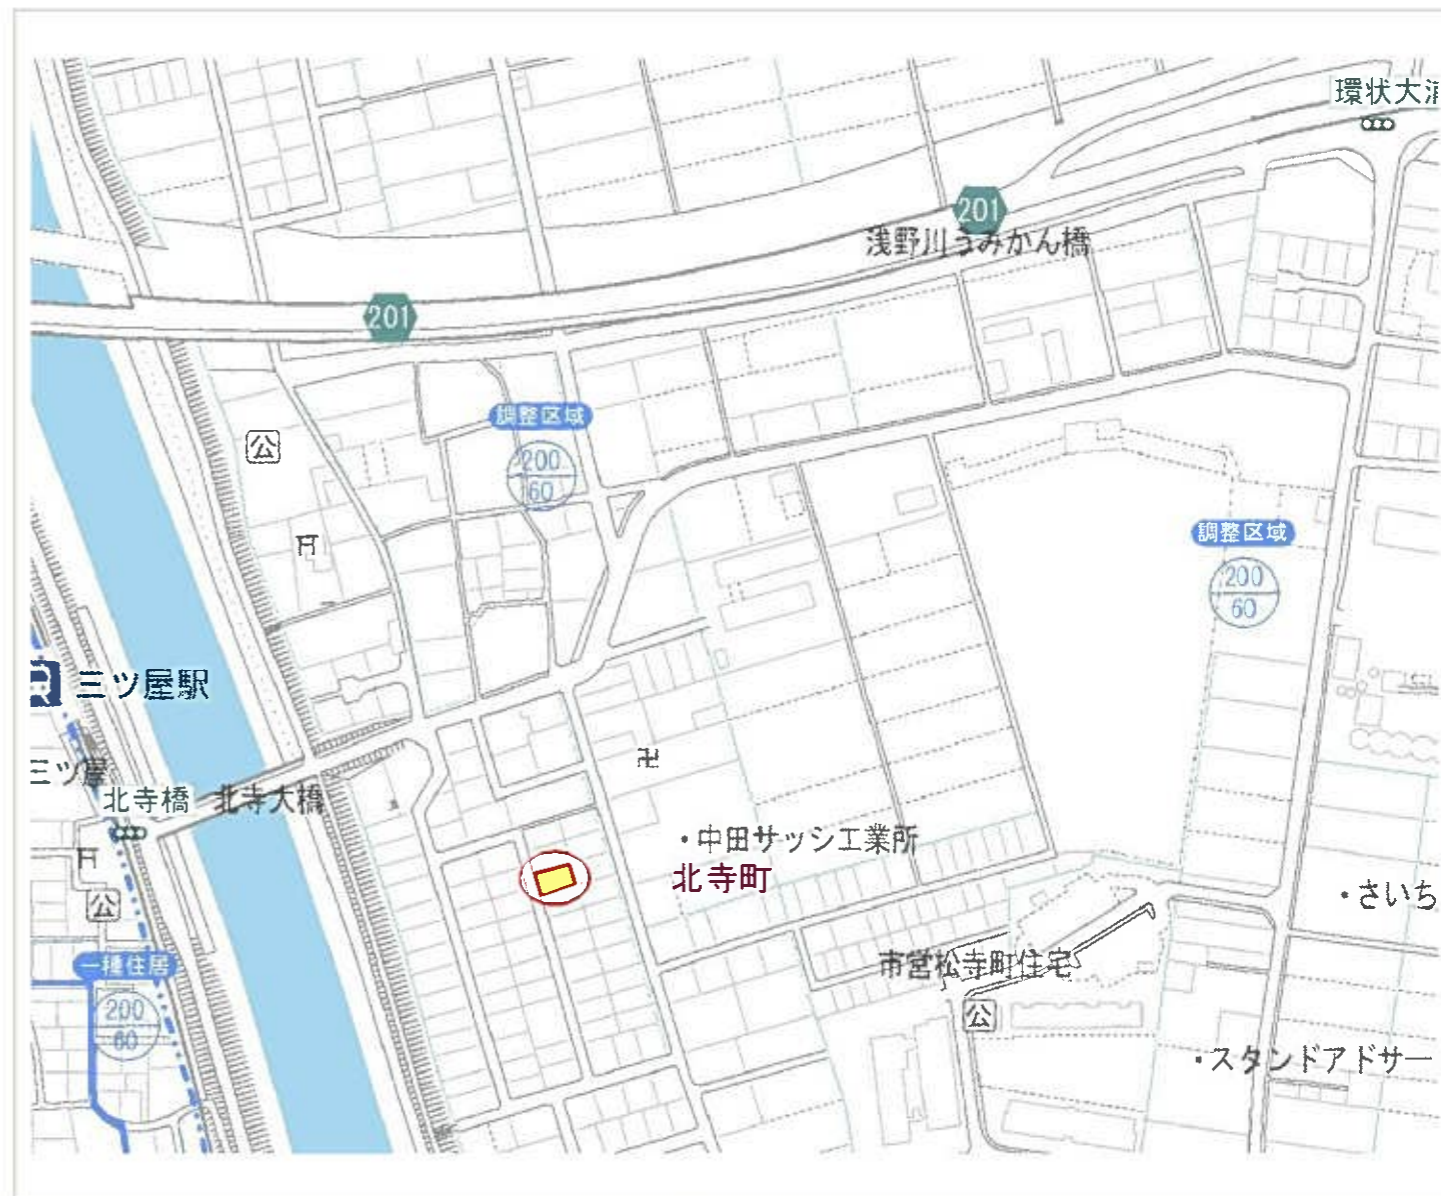 環状大
201
浅野川うみかん橋
201
調整区域
200
60
公
調整区域
200
60
三ツ屋駅
三ツ屋
北寺橋
北寺大橋
・中田サッシ工業所
北寺町
公
・さいち
一種住居
市営松寺町住宅
200
60
公
・スタンドアドサー